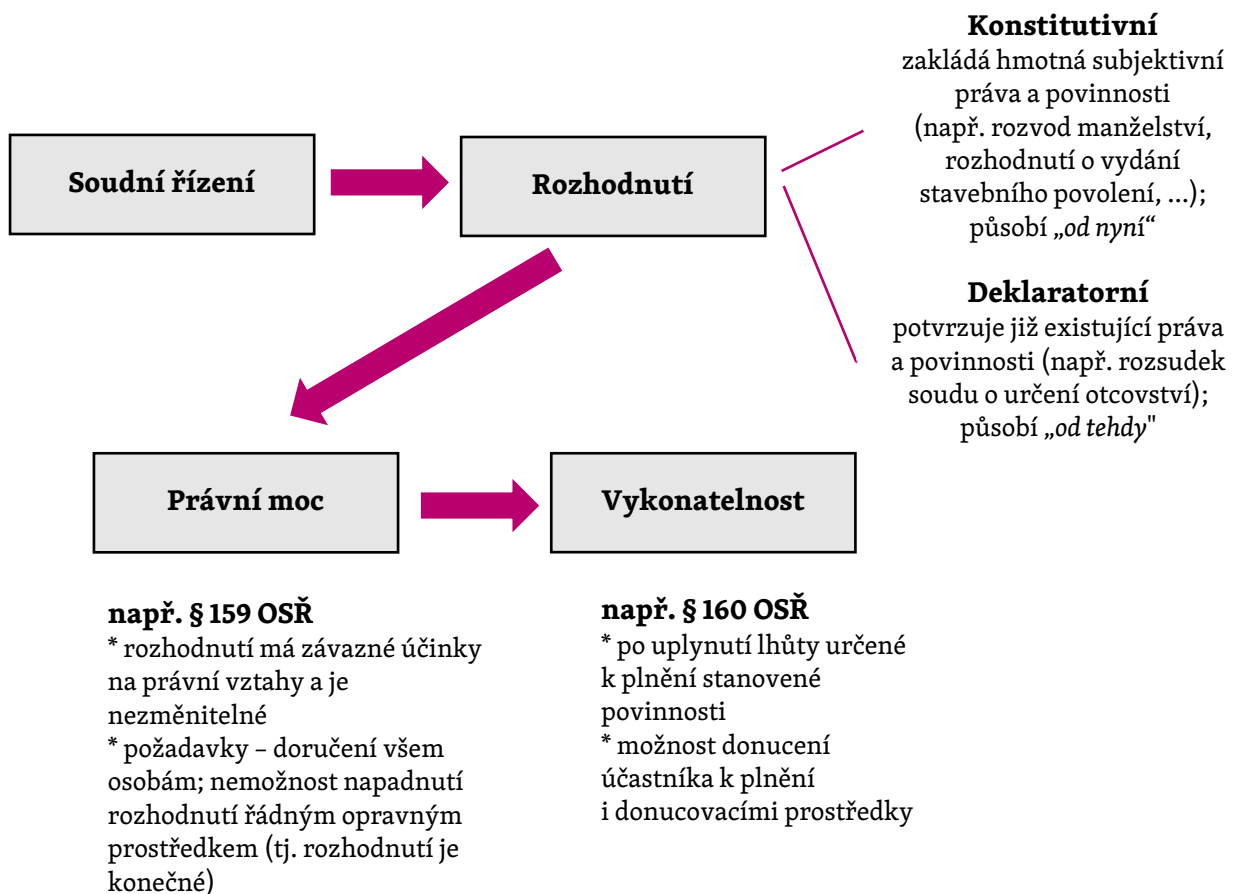 Konstitutivní
zakládá hmotná subjektivní
práva a povinnosti
(např. rozvod manželství,
rozhodnutí o vydání
stavebního povolení, ...);
působí „od nyní“
Soudní řízení
Rozhodnutí
Deklaratorní
potvrzuje již existující práva
a povinnosti (např. rozsudek
soudu o určení otcovství);
působí „od tehdy"
Právní moc
Vykonatelnost
např. § 159 OSŘ
* rozhodnutí má závazné účinky
na právní vztahy a je
nezměnitelné
* požadavky – doručení všem
osobám; nemožnost napadnutí
rozhodnutí řádným opravným
prostředkem (tj. rozhodnutí je
konečné)
např. § 160 OSŘ
* po uplynutí lhůty určené
k plnění stanovené
povinnosti
* možnost donucení
účastníka k plnění
i donucovacími prostředky